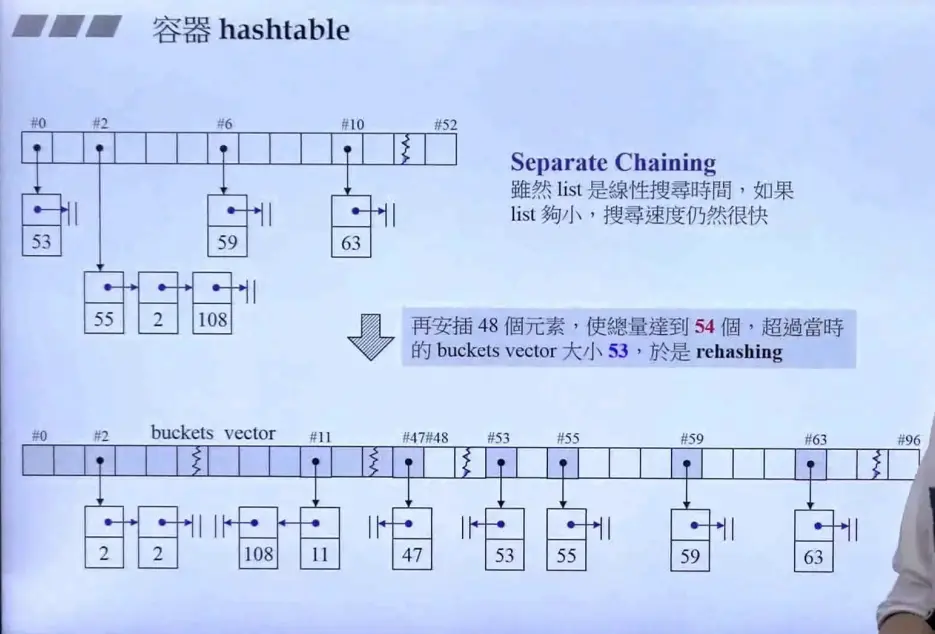 容器 hashtable
#0 #2 #6 #10 #52
Separate Chaining
雖然 list 是線性搜尋時間，如果
list 夠小，搜尋速度仍然很快
53 59 63
55 2 108
再安插 48 個元素，使總量達到 54 個，超過當時
的 buckets vector 大小 53，於是 rehashing
buckets vector
#0 #2 #11 #47 #48 #53 #55 #59 #63 #96
2 2 108 11 47 53 55 59 63